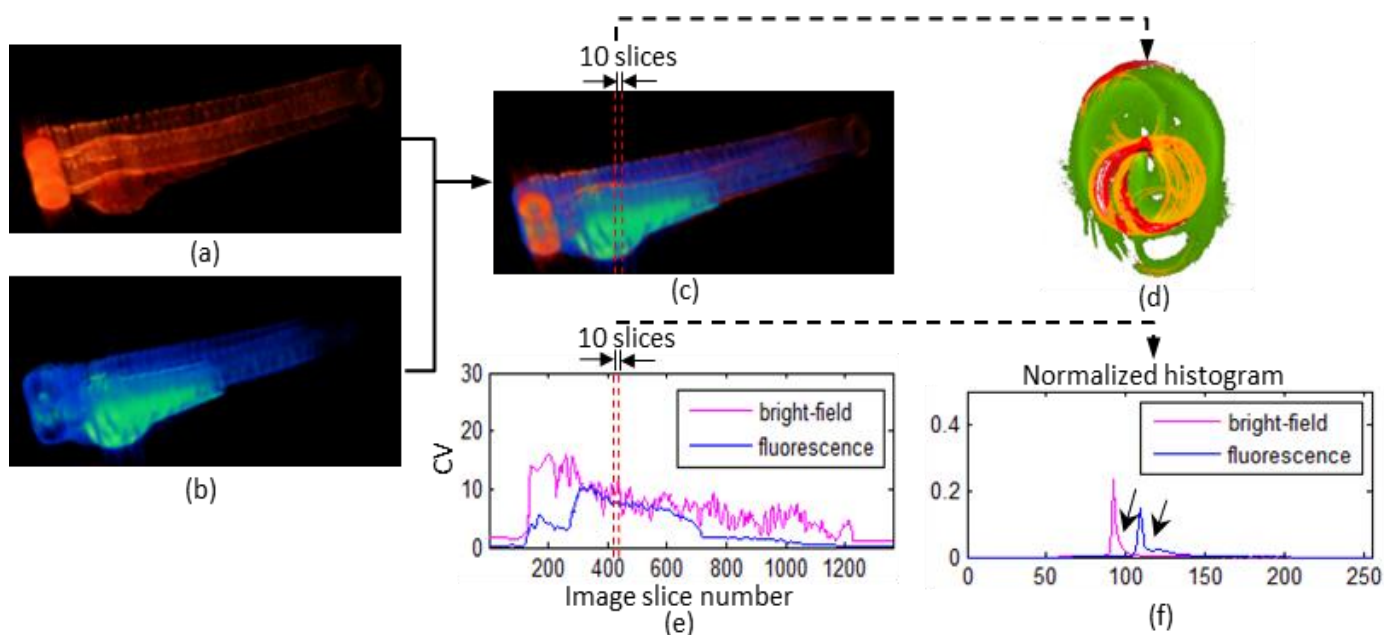 10 slices
(a)
(b)
(c)
(d)
10 slices
30
20
10
0
CV
200 400 600 800 1000 1200
Image slice number
bright-field
fluorescence
(e)
Normalized histogram
0.4
0.2
0
0 50 100 150 200 250
bright-field
fluorescence
(f)